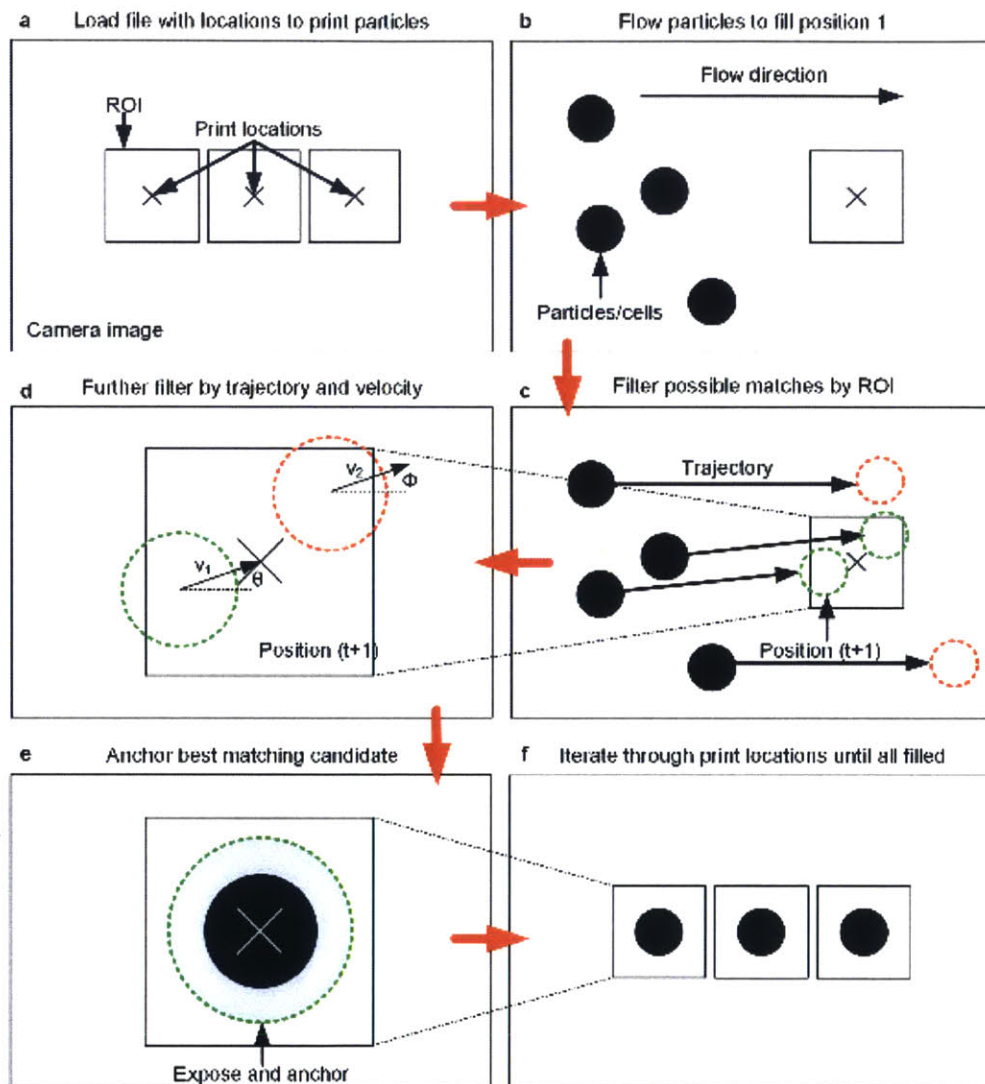 a Load file with locations to print particles
ROI
Print locations
Camera image
b Flow particles to fill position 1
Flow direction
Particles/cells
d Further filter by trajectory and velocity
v₂
Φ
v₁
θ
Position (t+1)
Filter possible matches by ROI c
Trajectory
Position (t+1)
e Anchor best matching candidate
Expose and anchor
f Iterate through print locations until all filled